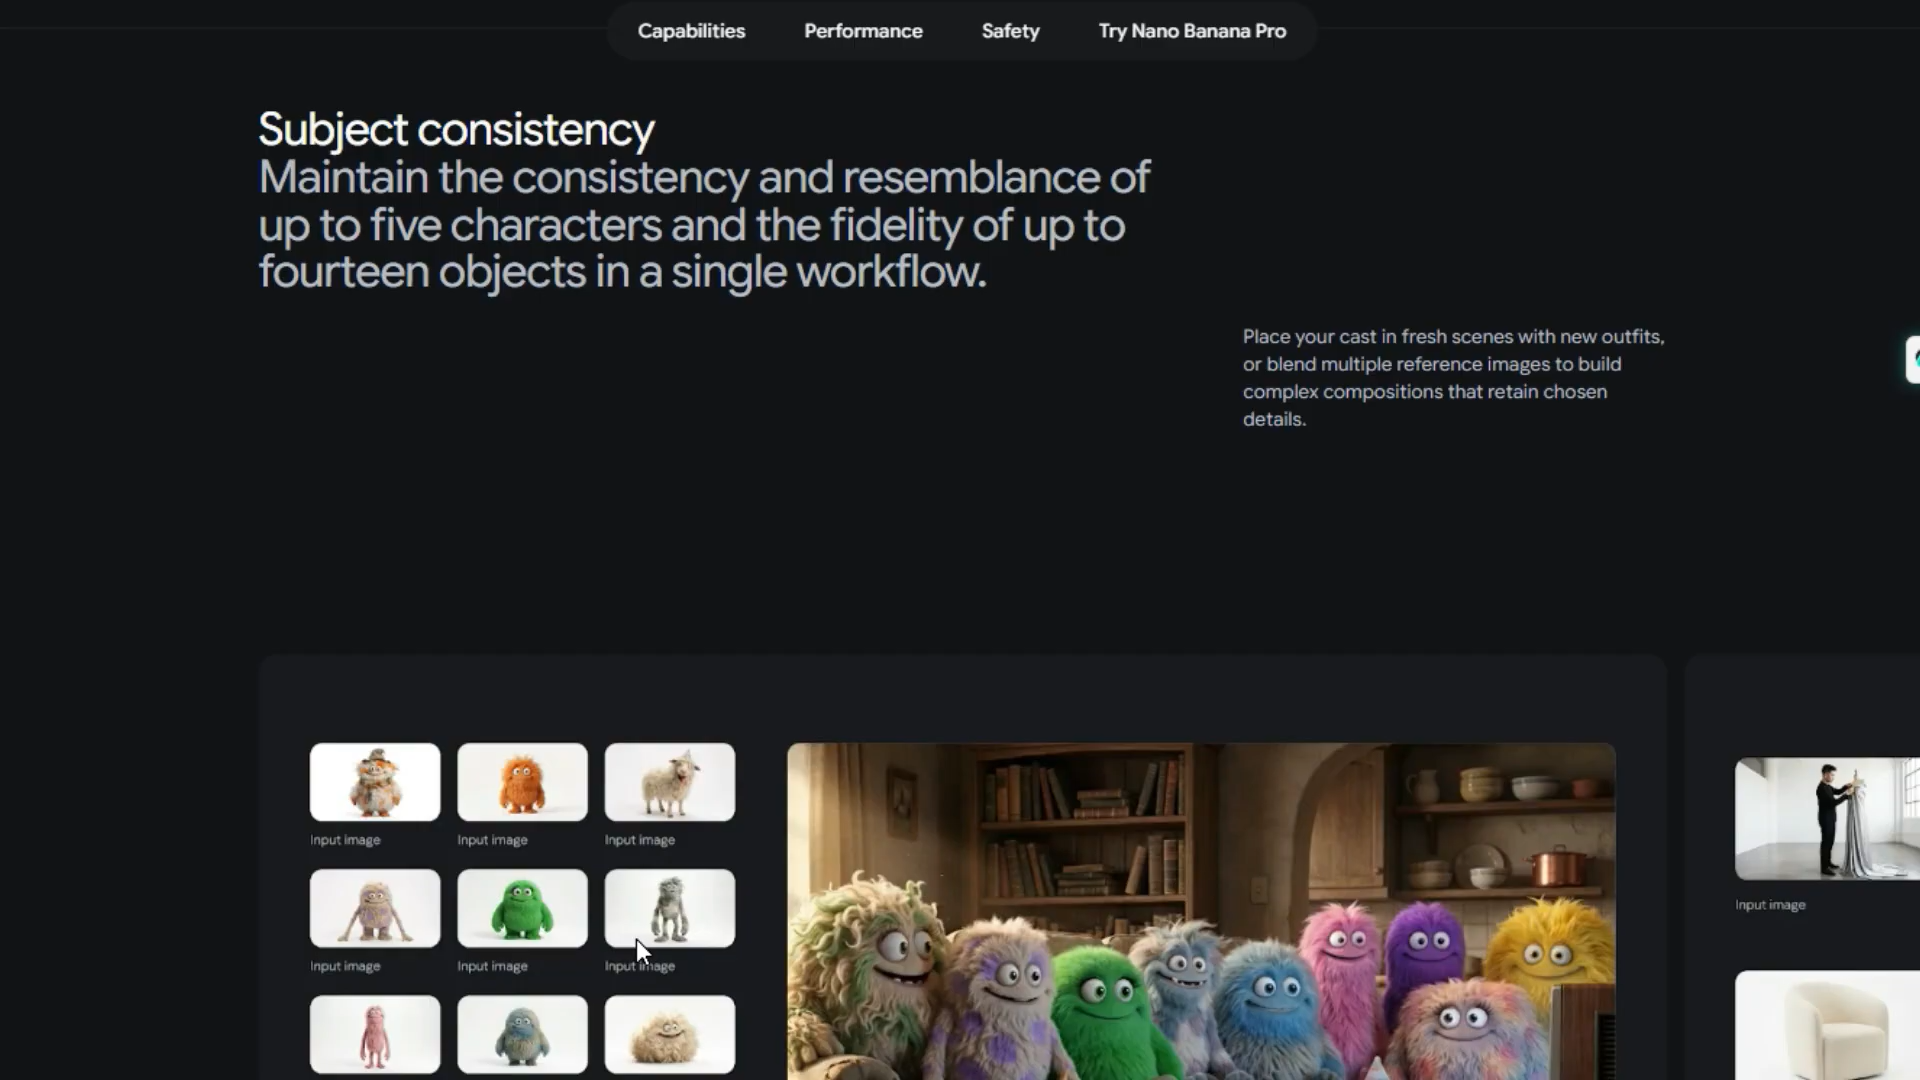 Capabilities
Performance
Safety
Try Nano Banana Pro
Subject consistency
Maintain the consistency and resemblance of
up to five characters and the fidelity of up to
fourteen objects in a single workflow.
Place your cast in fresh scenes with new outfits,
or blend multiple reference images to build
complex compositions that retain chosen
details.
Input image
Input image
Input image
Input image
Input image
Input image
Input image